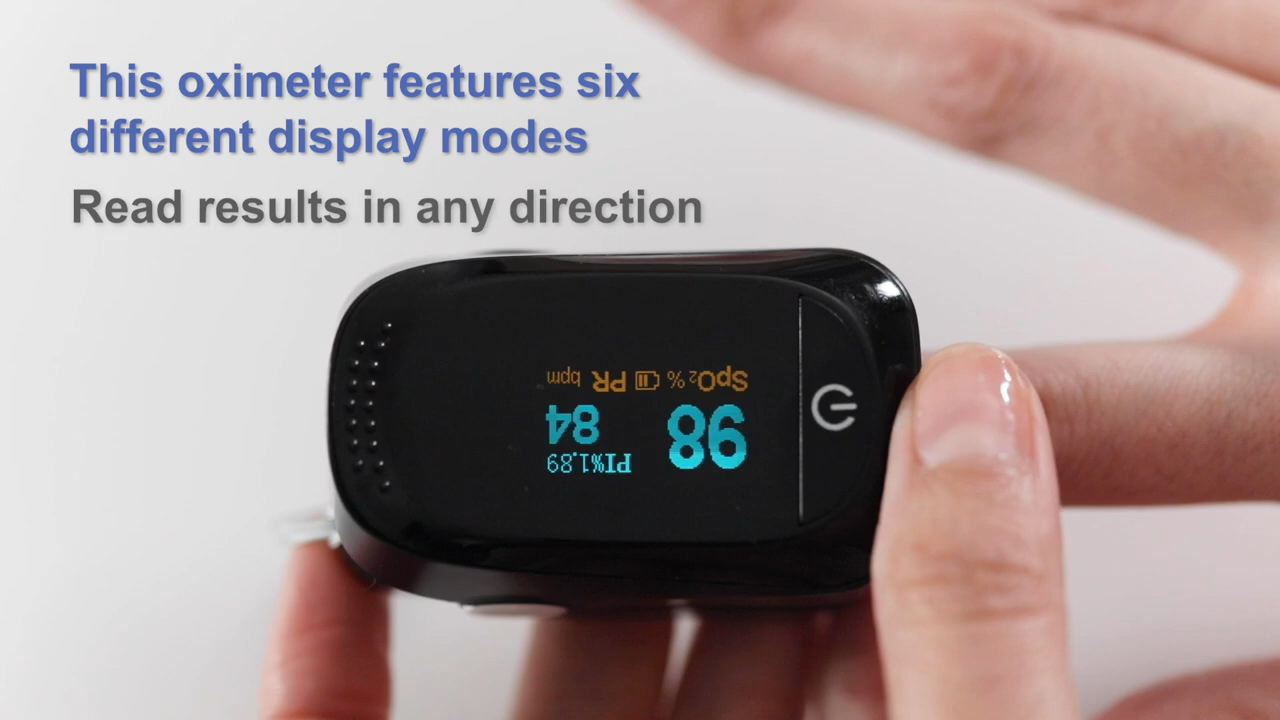 This oximeter features six
different display modes
Read results in any direction
PI%1.89
98 84
SpO₂% PR bpm